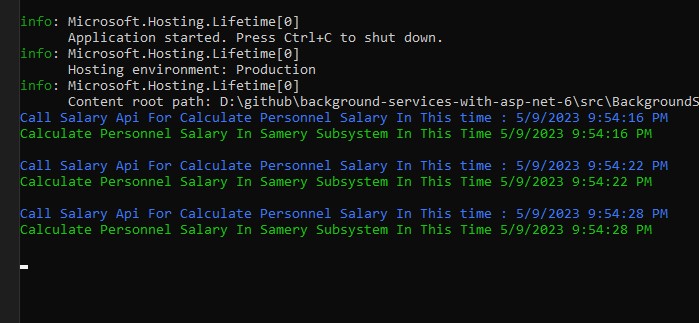 info: Microsoft.Hosting.Lifetime[0]
Application started. Press Ctrl+C to shut down.
info: Microsoft.Hosting.Lifetime[0]
Hosting environment: Production
info: Microsoft.Hosting.Lifetime[0]
Content root path: D:\github\background-services-with-asp-net-6\src\BackgroundS
Call Salary Api For Calculate Personnel Salary In This time : 5/9/2023 9:54:16 PM
Calculate Personnel Salary In Samery Subsystem In This Time 5/9/2023 9:54:16 PM
Call Salary Api For Calculate Personnel Salary In This time : 5/9/2023 9:54:22 PM
Calculate Personnel Salary In Samery Subsystem In This Time 5/9/2023 9:54:22 PM
Call Salary Api For Calculate Personnel Salary In This time : 5/9/2023 9:54:28 PM
Calculate Personnel Salary In Samery Subsystem In This Time 5/9/2023 9:54:28 PM